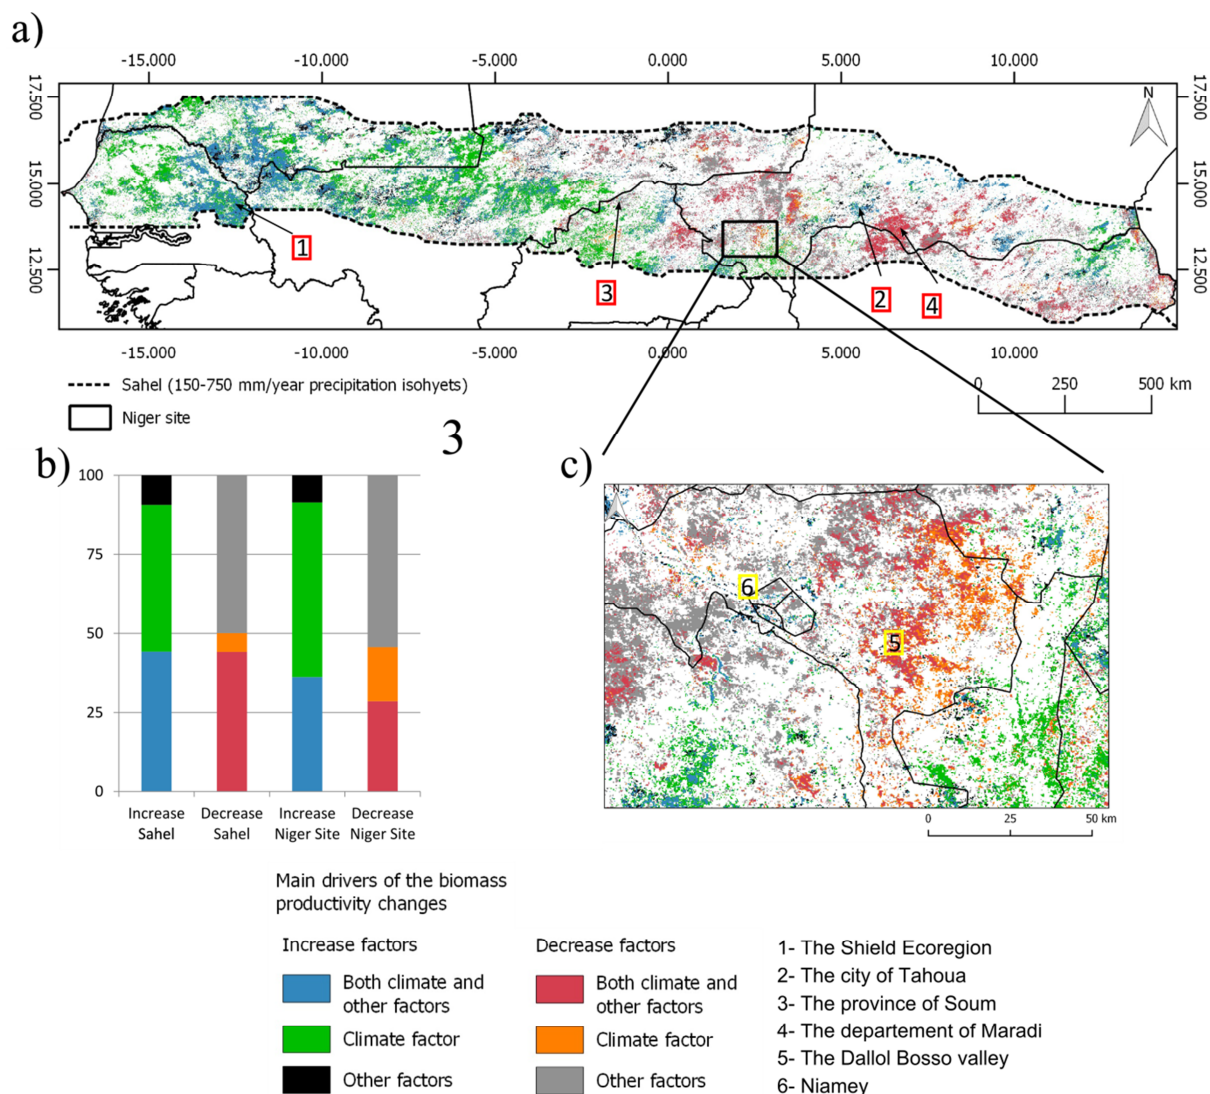 a)
-15.000 -10.000 -5.000 0.000 5.000 10.000
17.500 17.500
N
15.000 15.000
12.500 12.500
1
3
2
4
-15.000 -10.000 -5.000 0.000 5.000 10.000
Sahel (150-750 mm/year precipitation isohyets)
0 250 500 km
Niger site
3
b)
c)
100
75
50
25
0
Increase Sahel
Decrease Sahel
Increase Niger Site
Decrease Niger Site
N
6
5
0 25 50 km
Main drivers of the biomass
productivity changes
Increase factors
Both climate and
other factors
Climate factor
Other factors
Decrease factors
Both climate and
other factors
Climate factor
Other factors
1- The Shield Ecoregion
2- The city of Tahoua
3- The province of Soum
4- The departement of Maradi
5- The Dallol Bosso valley
6- Niamey